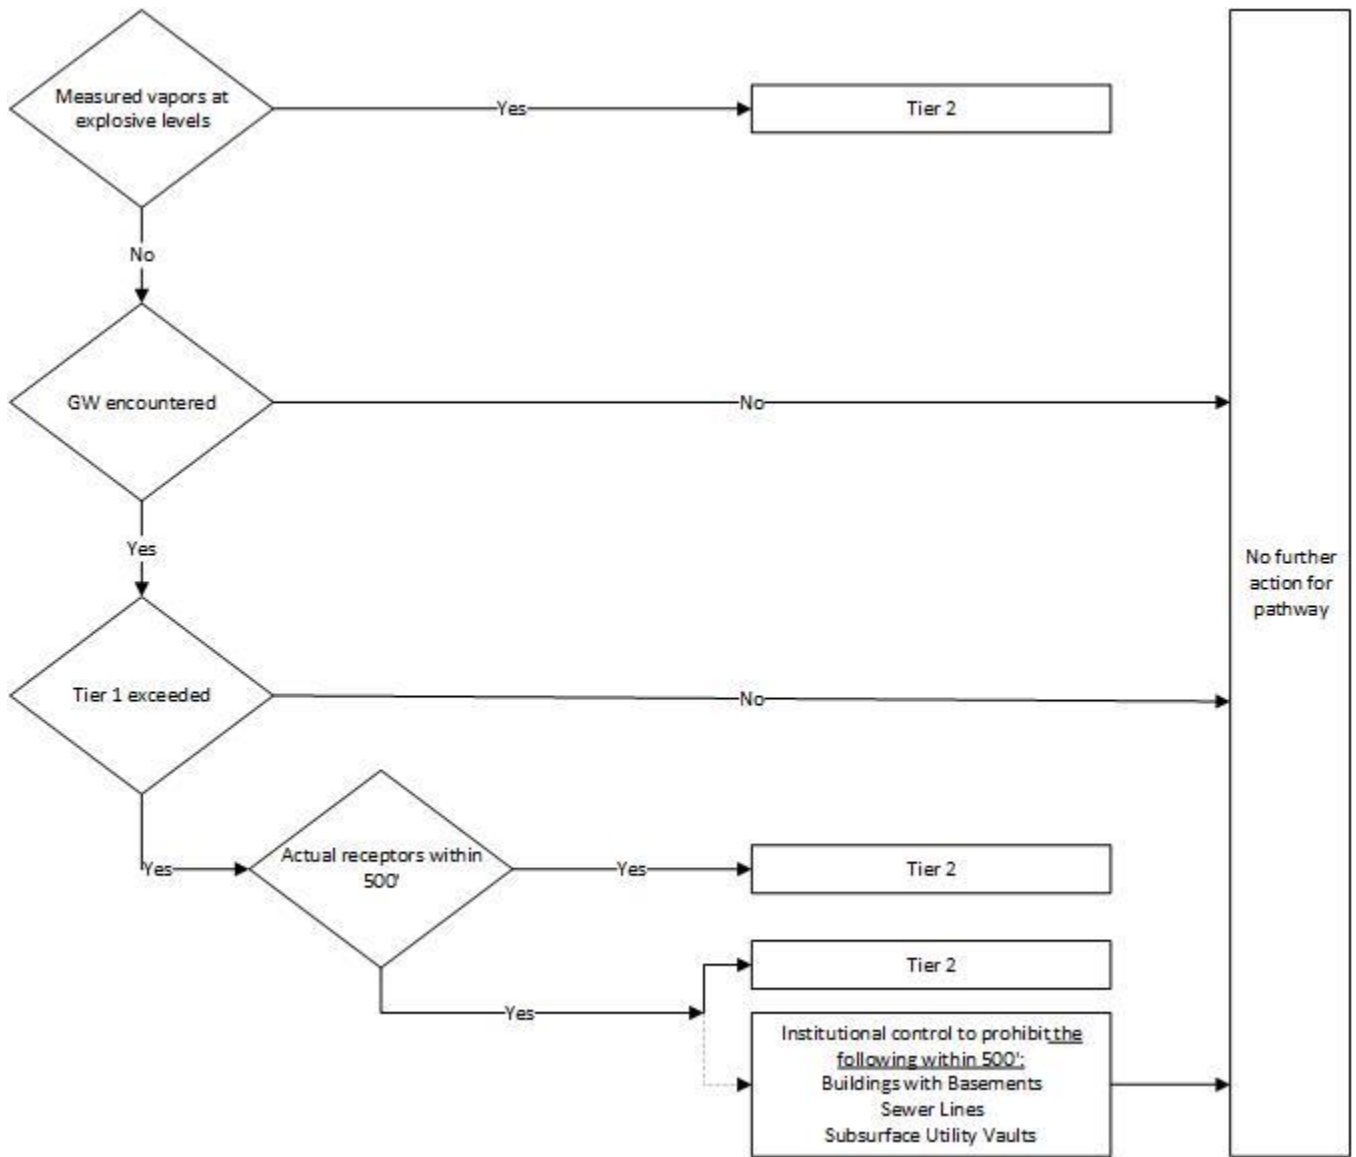 Measured vapors at
explosive levels
Yes
Tier 2
No
GW encountered
No
Yes
No further
action for
pathway
Tier 1 exceeded
No
Yes
Actual receptors within
500'
Yes
Tier 2
Tier 2
Yes
Institutional control to prohibit the
following within 500':
Buildings with Basements
Sewer Lines
Subsurface Utility Vaults